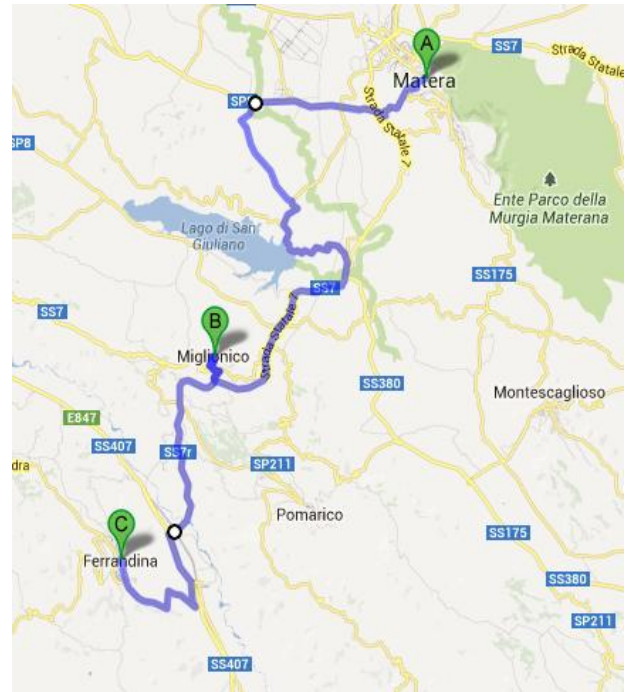 A
SS7
Strada Statale
Matera
Strada Statale 7
SP8
Ente Parco della
Murgia Materana
Lago di San
Giuliano
SS175
SS7
SS7
B
Miglionico
Strada Statale 7
SS380
Montescaglioso
E847
SS407
SS7r
SP211
Pomarico
C
Ferrandina
SS175
SS380
SP211
SS407